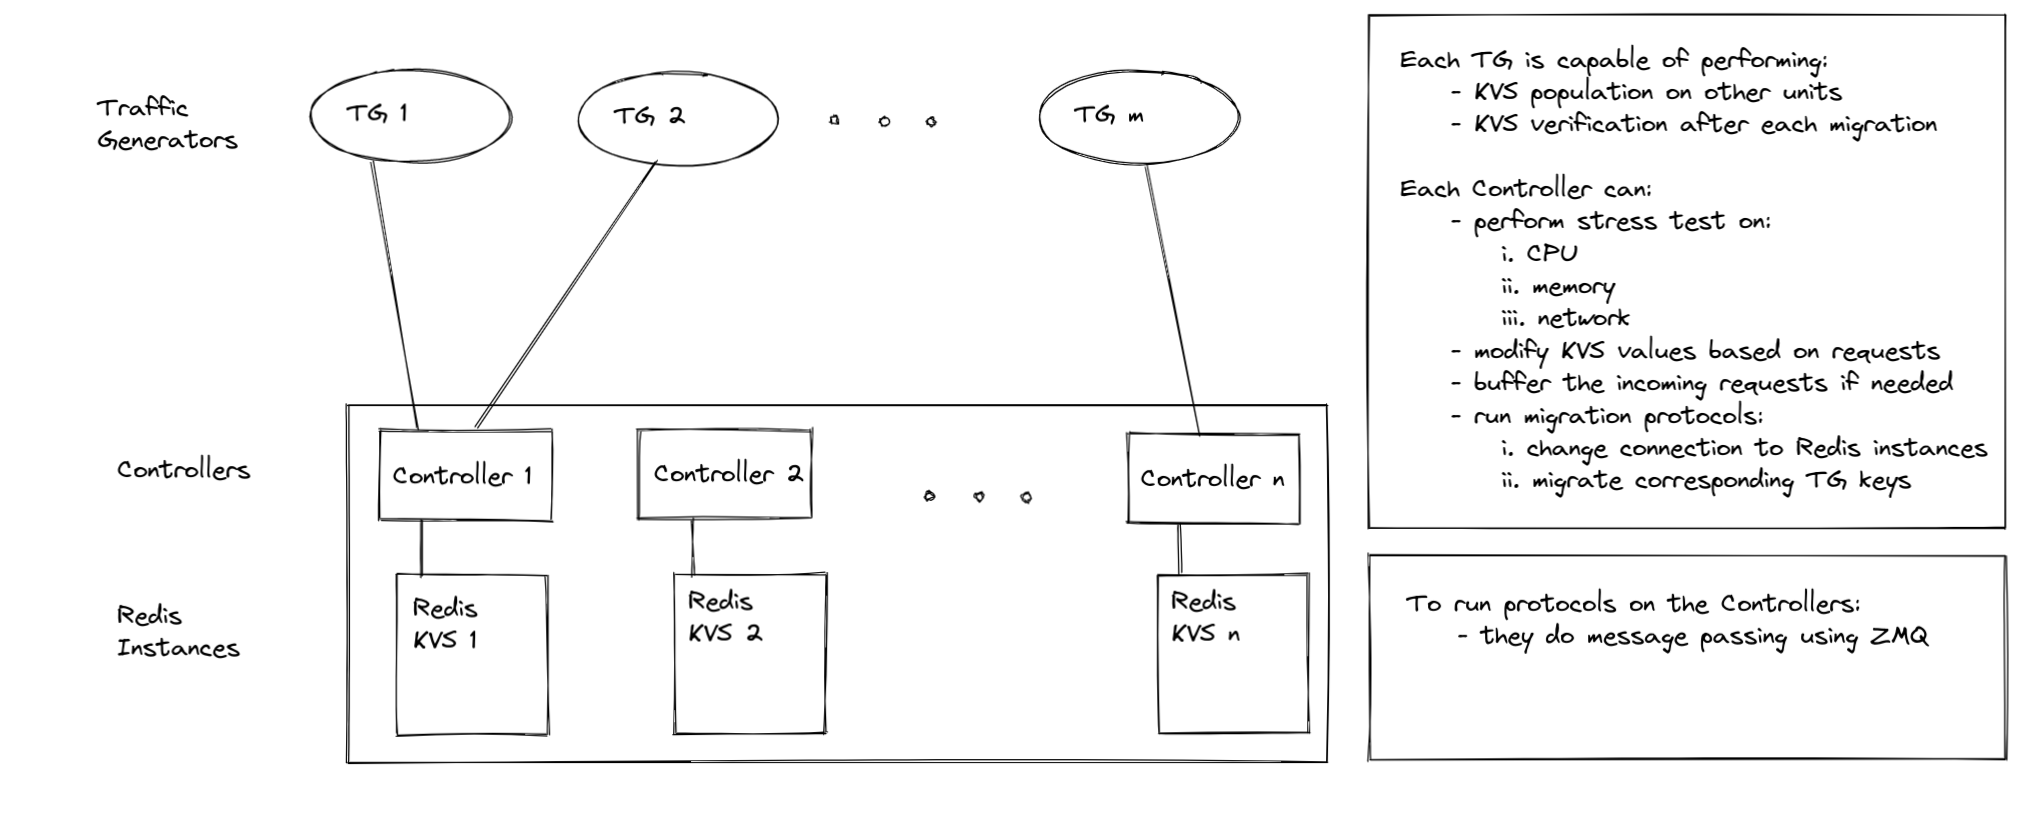 Traffic
Generators
TG 1
TG 2
TG m
Controllers
Controller 1
Controller 2
Controller n
Redis
Instances
Redis
KVS 1
Redis
KVS 2
Redis
KVS n
Each TG is capable of performing:
- KVS population on other units
- KVS verification after each migration
Each Controller can:
- perform stress test on:
i. CPU
ii. memory
iii. network
- modify KVS values based on requests
- buffer the incoming requests if needed
- run migration protocols:
i. change connection to Redis instances
ii. migrate corresponding TG keys
To run protocols on the Controllers:
- they do message passing using ZMQ